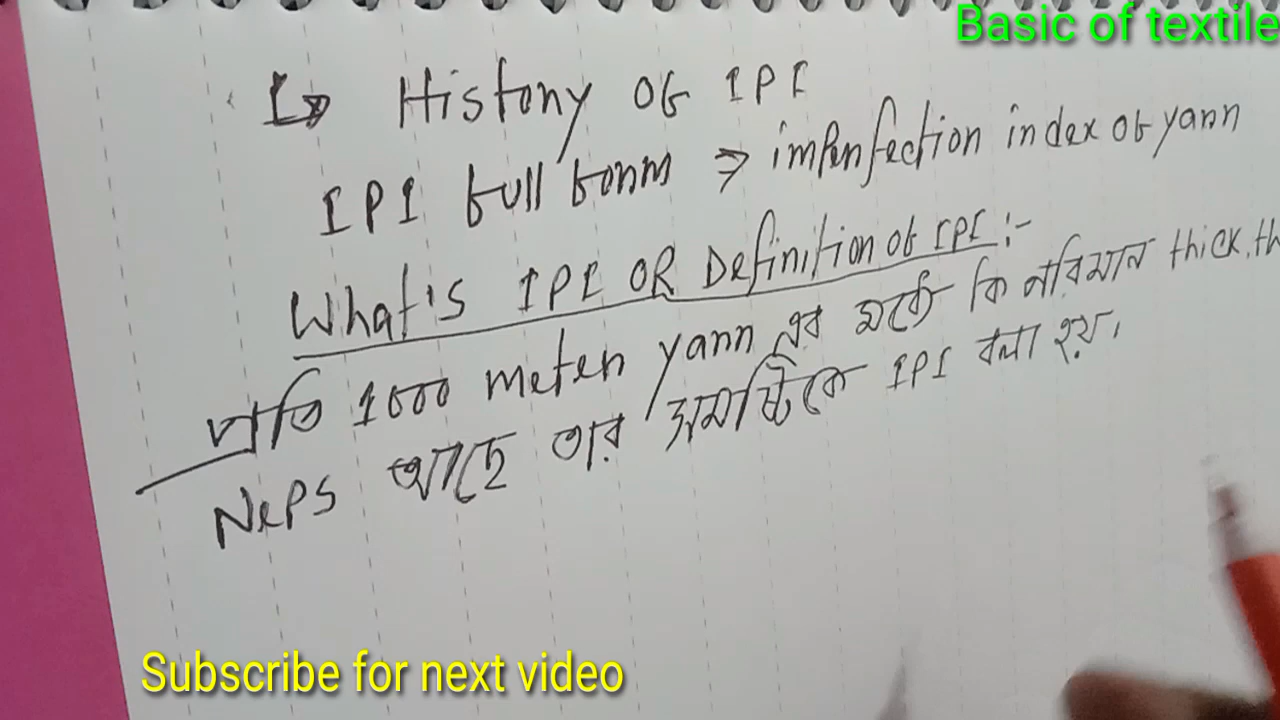 Basic of textile
1 History of IPI
IPI full form ⇒ imperfection index of yarn
What is IPI OR Definition of IPI :-
প্রতি 1000 meter yarn এর মধ্যে কি পরিমান thick, th
Neps আছে তার সমষ্টিকে IPI বলা হয়।
Subscribe for next video